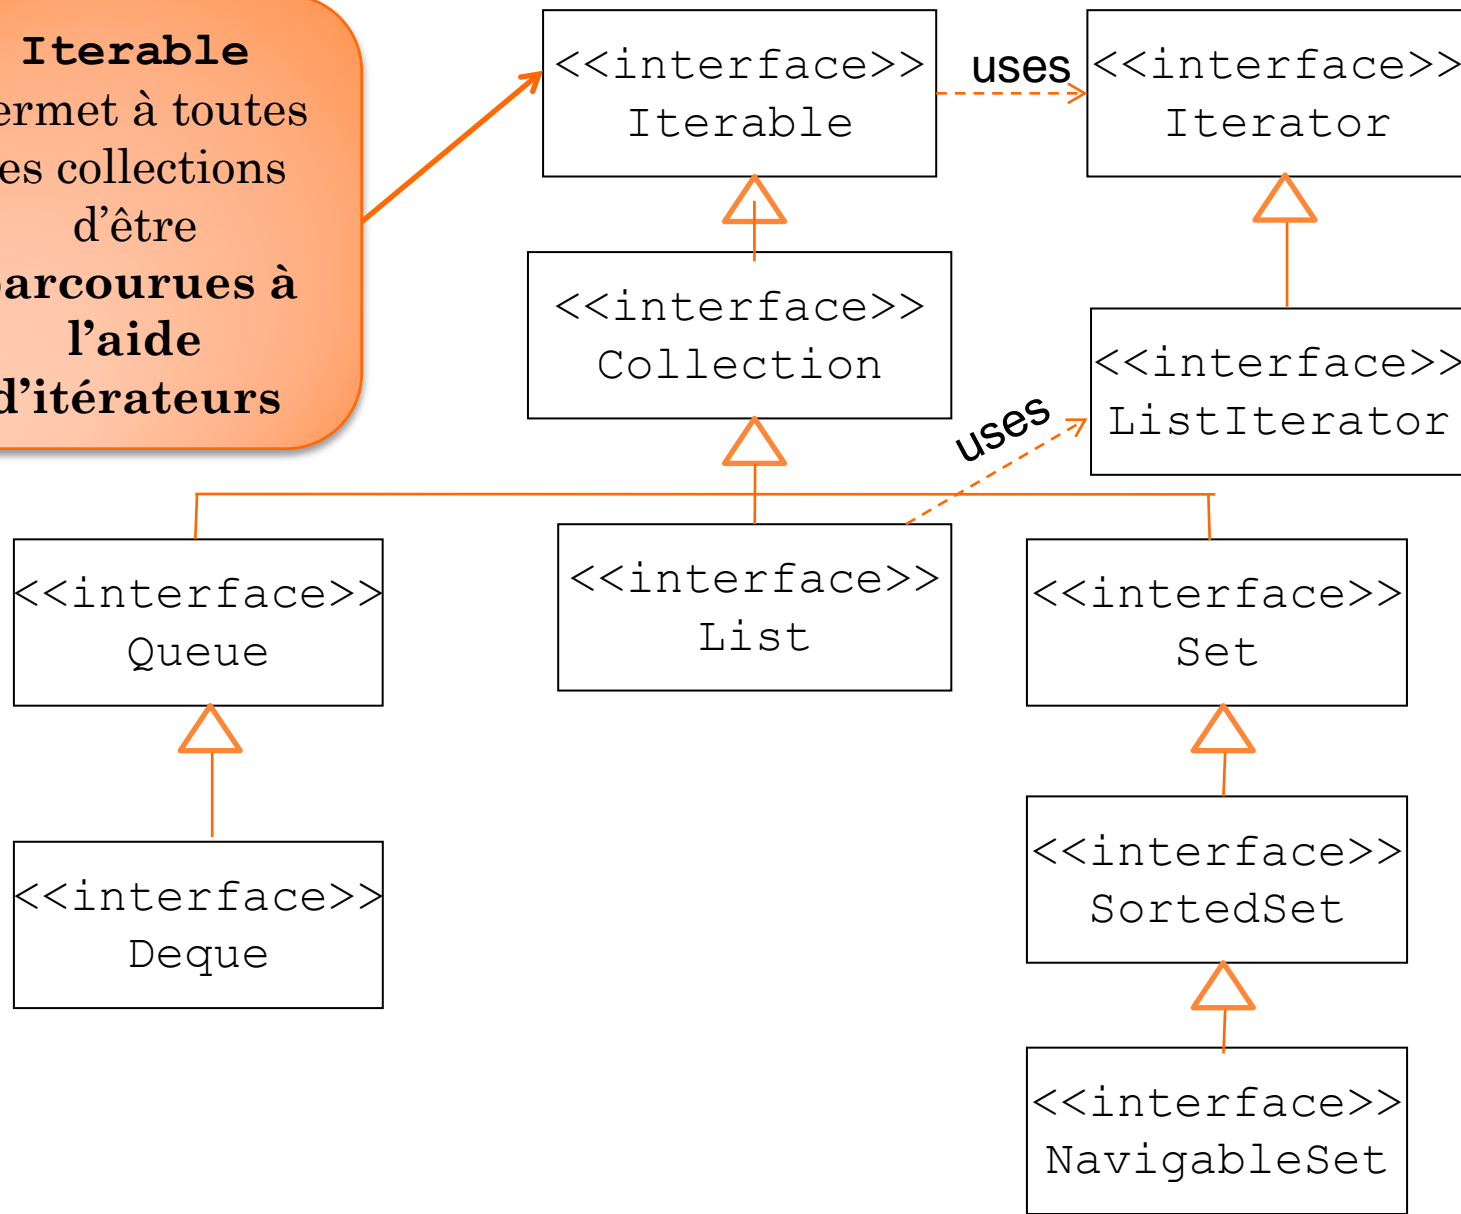 Iterable
ermet à toutes
es collections
d'être
parcourues à
l'aide
d'itérateurs
<<interface>>
Iterable
uses
<<interface>>
Iterator
<<interface>>
Collection
<<interface>>
ListIterator
uses
<<interface>>
Queue
<<interface>>
List
<<interface>>
Set
<<interface>>
Deque
<<interface>>
SortedSet
<<interface>>
NavigableSet